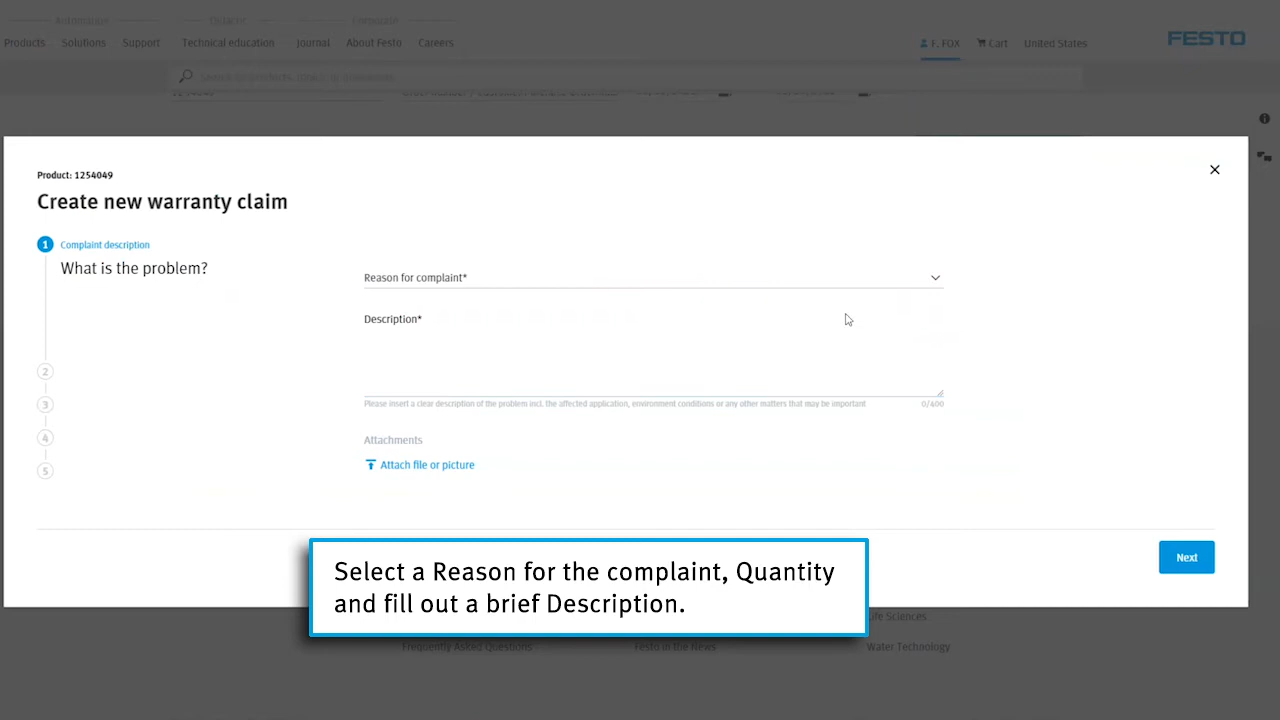 Automation Didactic Corporate
Products Solutions Support Technical education Journal About Festo Careers F. FOX Cart United States FESTO
Product: 1254049
Create new warranty claim
1 Complaint description
What is the problem?
Reason for complaint*
Description*
Please insert a clear description of the problem incl. the affected application, environment conditions or any other matters that may be important 0/400
2
3
4
5
Attachments
Attach file or picture
Next
Select a Reason for the complaint, Quantity
and fill out a brief Description.
Life Sciences
Frequently Asked Questions Festo in the News Water Technology